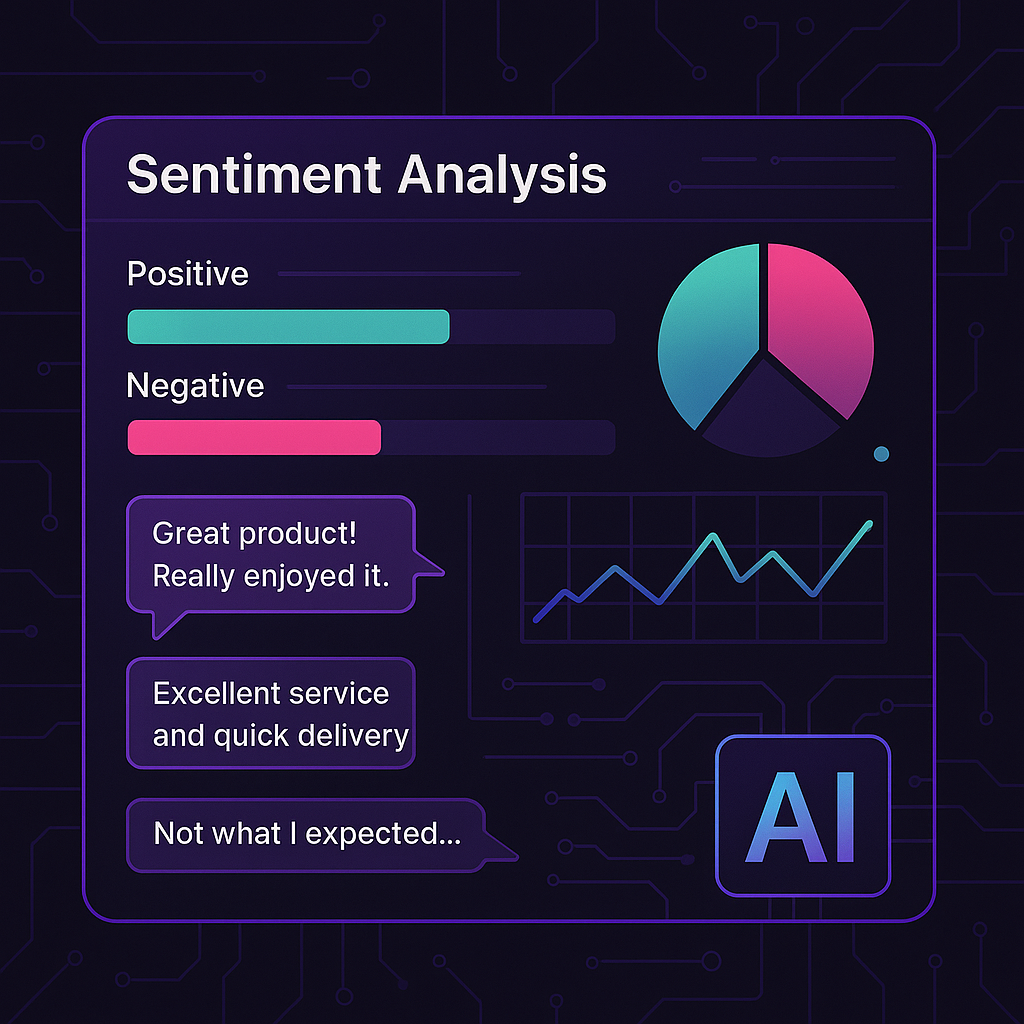 Sentiment Analysis
Positive
Negative
Great product!
Really enjoyed it.
Excellent service
and quick delivery
Not what I expected...
AI